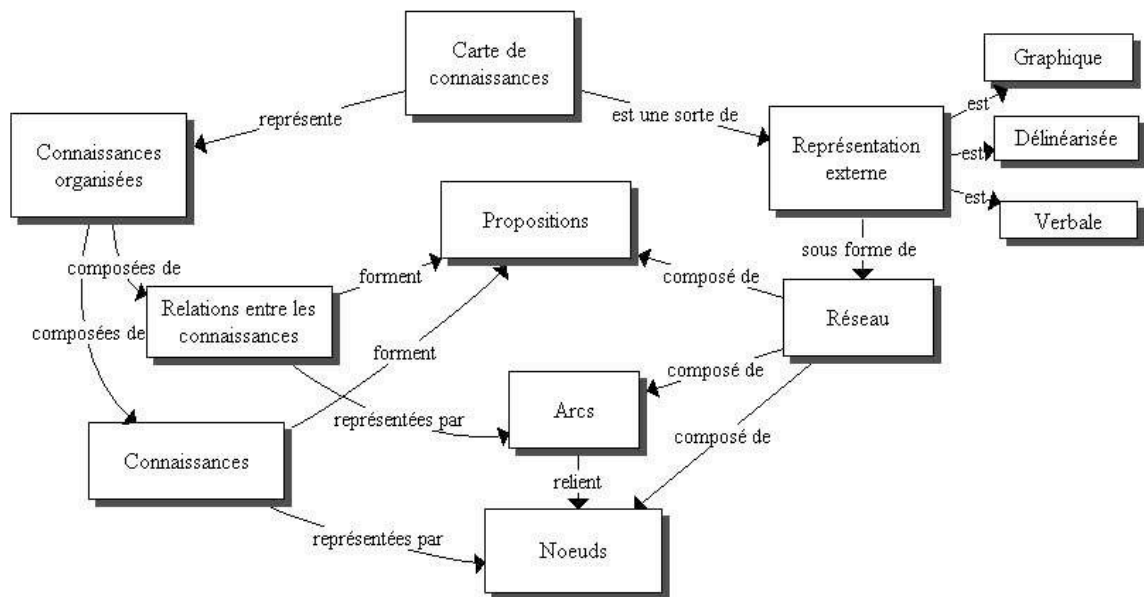 Carte de
connaissances
Graphique
est
représente
est une sorte de
Délinéarisée
est
Connaissances
organisées
Représentation
externe
est
Verbale
Propositions
sous forme de
composées de
forment
composé de
Relations entre les
connaissances
Réseau
composées de
forment
composé de
Arcs
représentées par
composé de
Connaissances
relient
représentées par
Noeuds